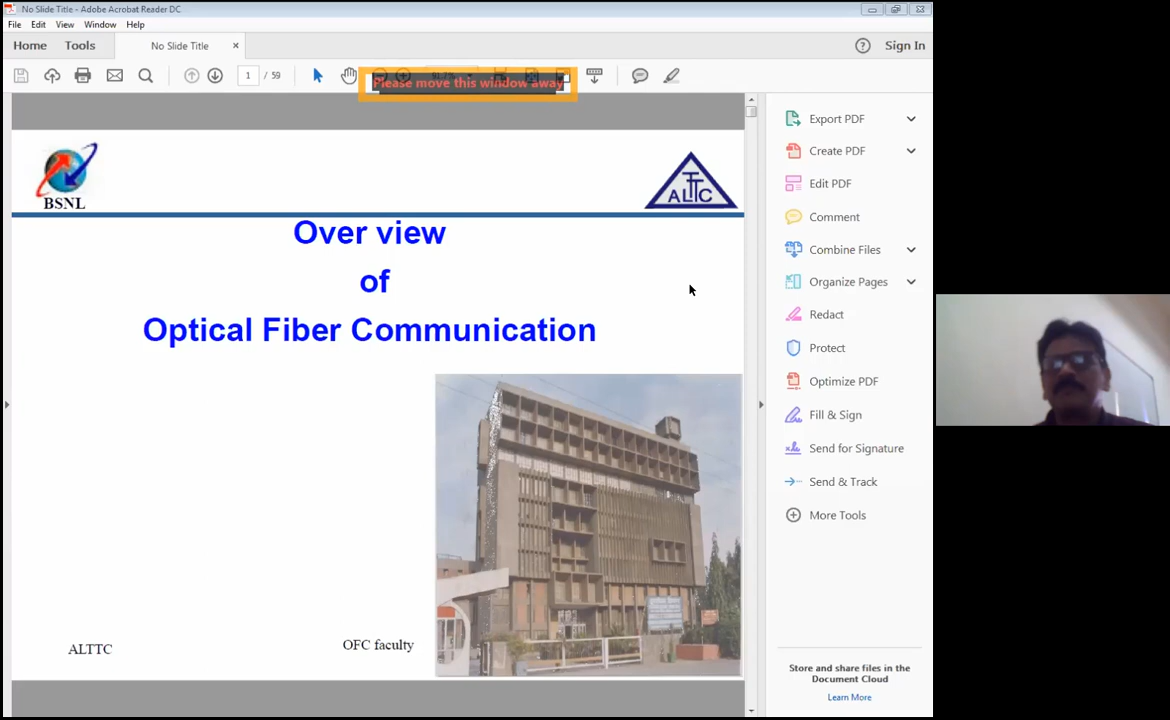 No Slide Title - Adobe Acrobat Reader DC
File Edit View Window Help
Home Tools No Slide Title × Sign In
1 / 59
Please move this window away
BSNL
ALTTC
Over view
of
Optical Fiber Communication
ALTTC OFC faculty
Export PDF
Create PDF
Edit PDF
Comment
Combine Files
Organize Pages
Redact
Protect
Optimize PDF
Fill & Sign
Send for Signature
Send & Track
More Tools
Store and share files in the
Document Cloud
Learn More